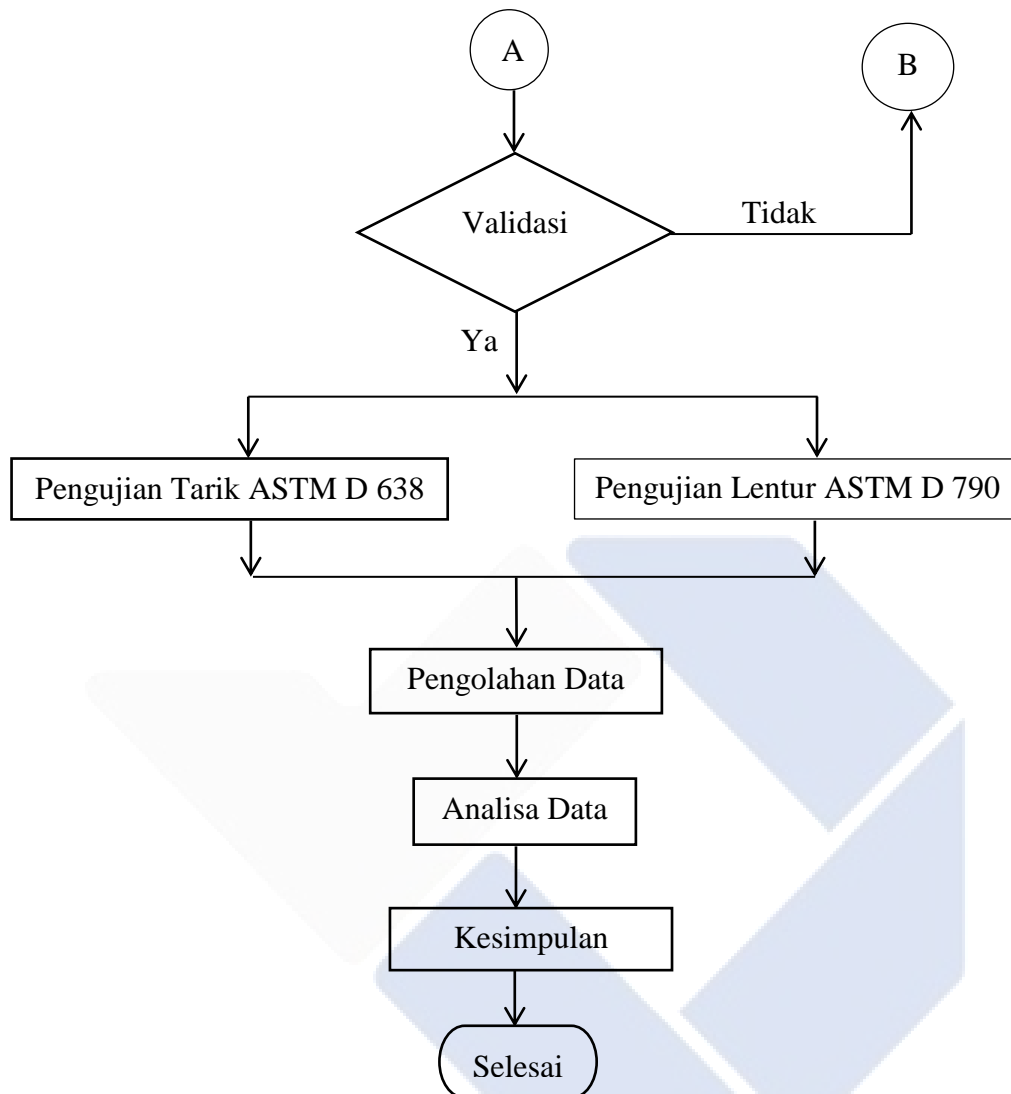 A
B
Validasi
Tidak
Ya
Pengujian Tarik ASTM D 638
Pengujian Lentur ASTM D 790
Pengolahan Data
Analisa Data
Kesimpulan
Selesai